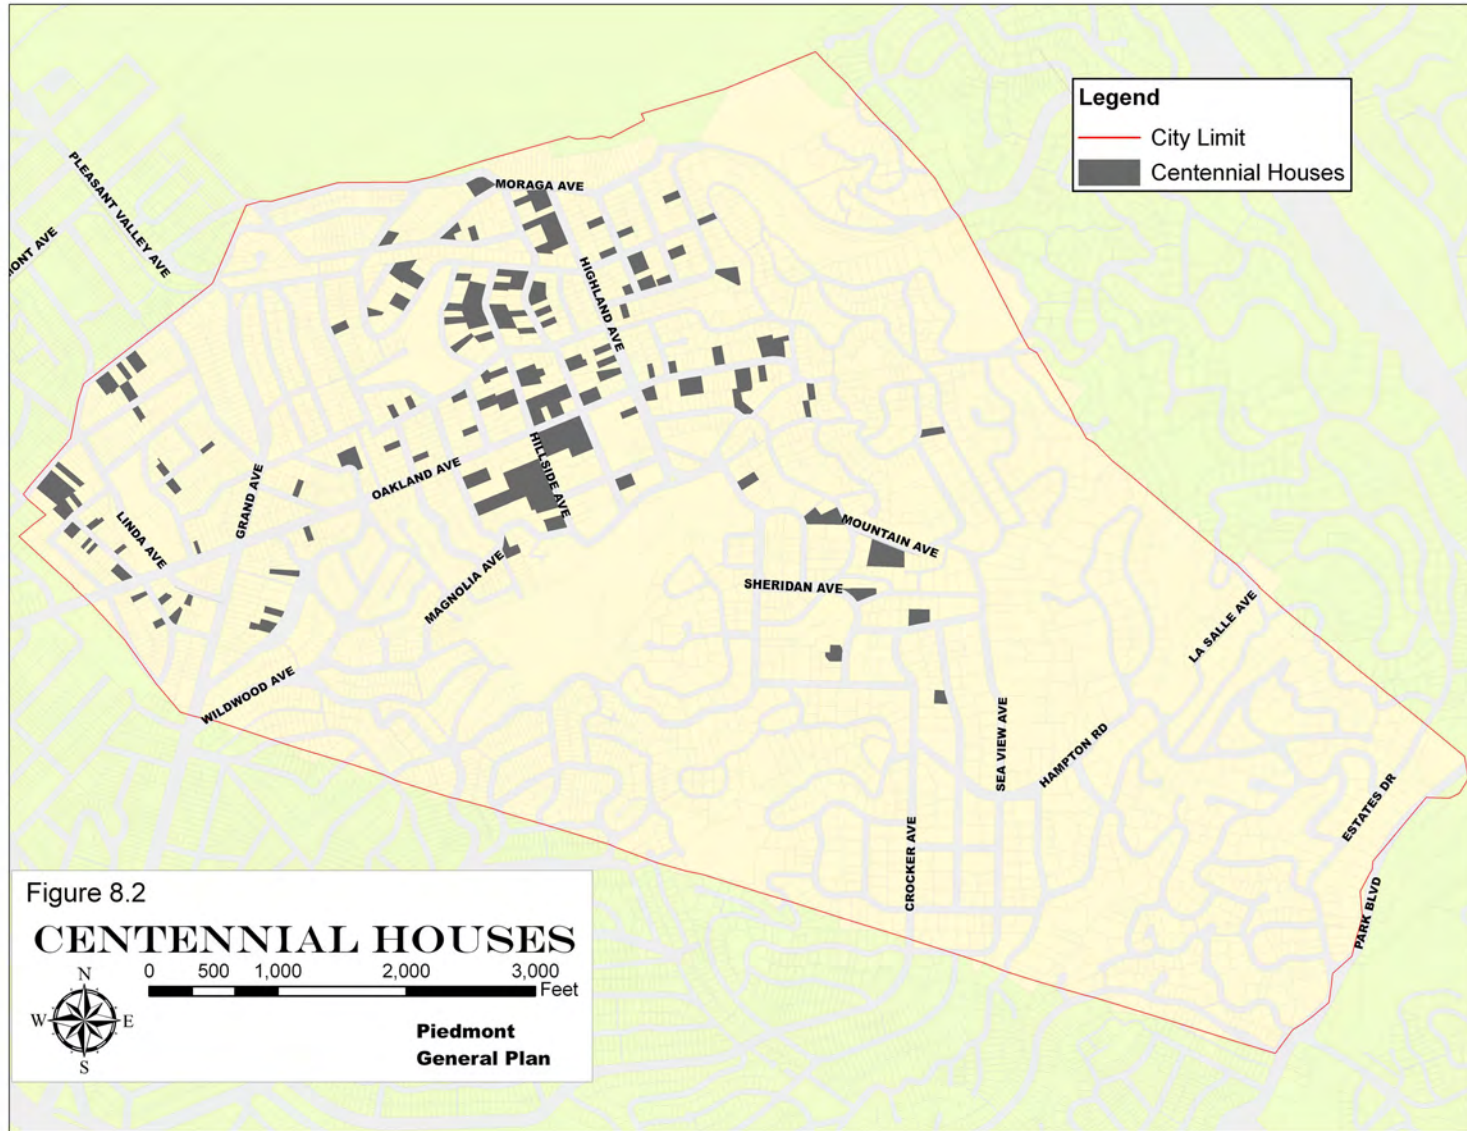 Legend
City Limit
Centennial Houses
PLEASANT VALLEY AVE
MONT AVE
MORAGA AVE
HIGHLAND AVE
HILLSIDE AVE
OAKLAND AVE
GRAND AVE
LINDA AVE
MAGNOLIA AVE
WILDWOOD AVE
MOUNTAIN AVE
SHERIDAN AVE
LA SALLE AVE
SEA VIEW AVE
HAMPTON RD
CROCKER AVE
ESTATES DR
PARK BLVD
Figure 8.2
CENTENNIAL HOUSES
0 500 1,000 2,000 3,000
Feet
N
W E
S
Piedmont
General Plan